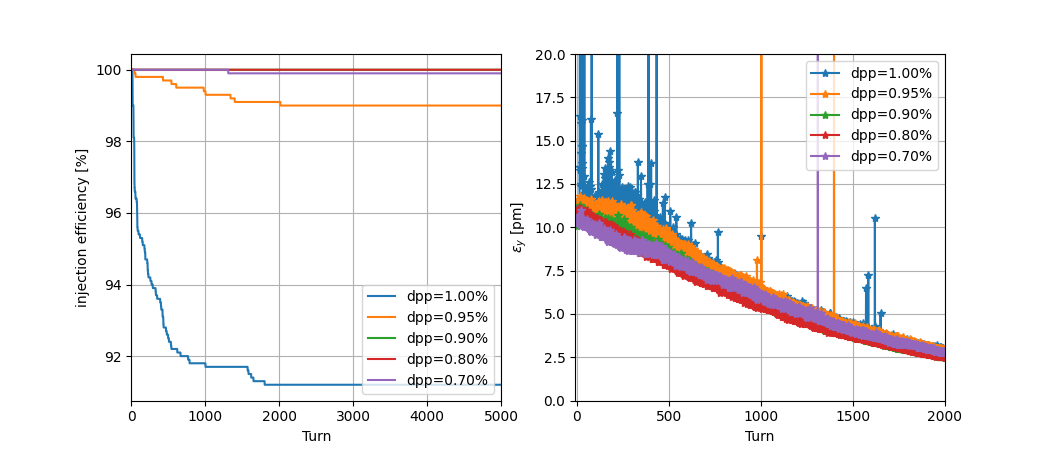 injection efficiency [%]
100
98
96
94
92
0 1000 2000 3000 4000 5000
Turn
dpp=1.00%
dpp=0.95%
dpp=0.90%
dpp=0.80%
dpp=0.70%
εy [pm]
20.0
17.5
15.0
12.5
10.0
7.5
5.0
2.5
0.0
0 500 1000 1500 2000
Turn
dpp=1.00%
dpp=0.95%
dpp=0.90%
dpp=0.80%
dpp=0.70%